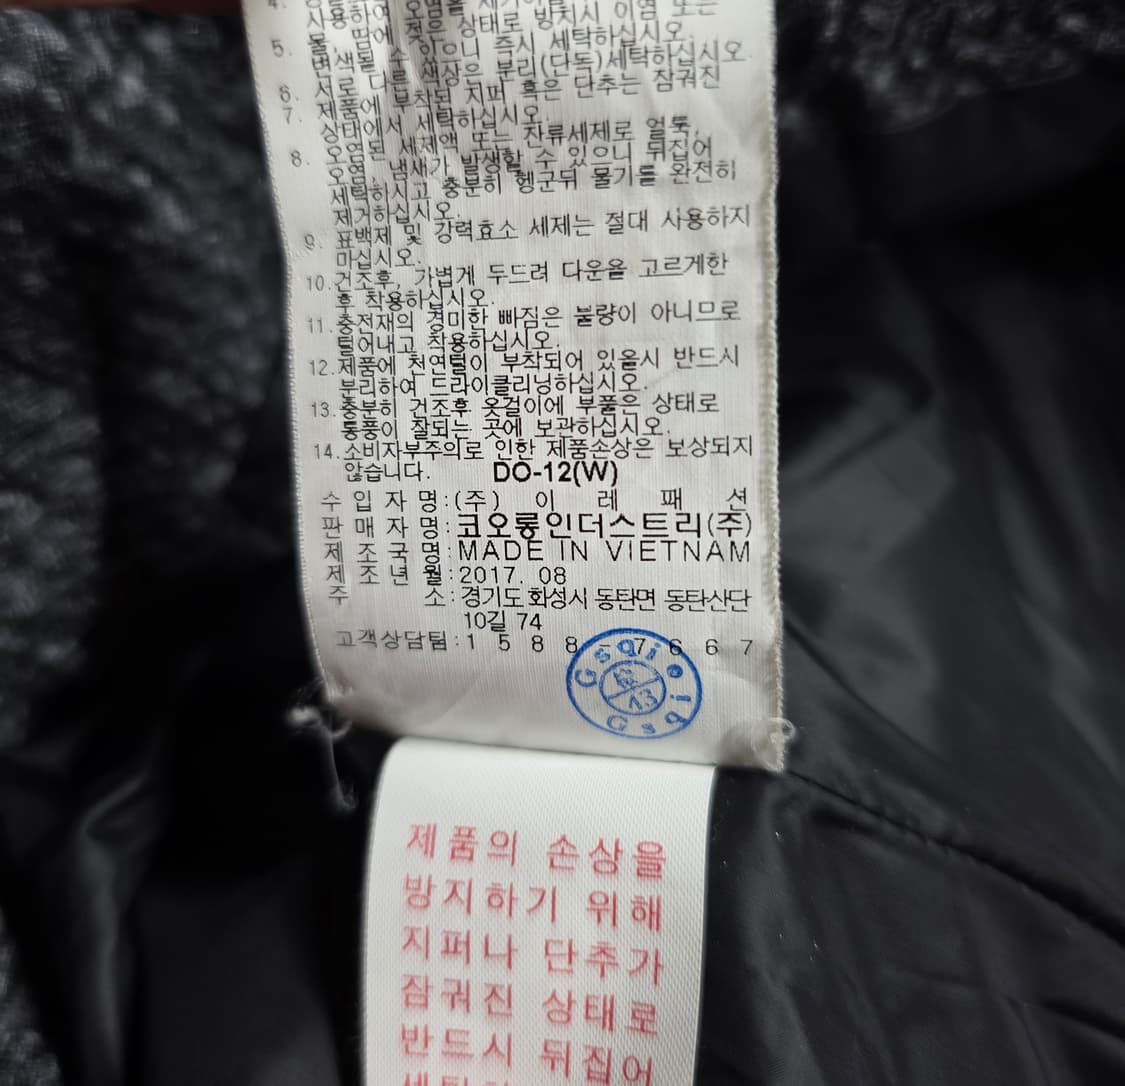 4.
상태로 방치시 이염 또는
5. 수 있으니 즉시 세탁하십시오.
색상은 분리(단독)세탁하십시오.
6.
7. 제품에 부착된 지퍼 혹은 단추는 잠궈진
상태에서 세탁하십시오.
8. 오염된 세제액 또는 잔류세제로 얼룩,
오염, 냄새가 발생할 수 있으니 뒤집어
세탁하시고 충분히 헹군뒤 물기를 완전히
제거하십시오.
9. 표백제 및 강력효소 세제는 절대 사용하지
마십시오.
10.건조후, 가볍게 두드려 다운을 고르게한
후 착용하십시오.
11.충전재의 경미한 빠짐은 불량이 아니므로
털어내고 착용하십시오.
12.제품에 천연털이 부착되어 있을시 반드시
분리하여 드라이클리닝하십시오.
13.충분히 건조후 옷걸이에 부풀은 상태로
통풍이 잘되는 곳에 보관하십시오.
14.소비자부주의로 인한 제품손상은 보상되지
않습니다. DO-12(W)
수 입 자 명:(주) 이 레 패 션
판 매 자 명:코오롱인더스트리(주)
제 조 국 명:MADE IN VIETNAM
제 조 년 월:2017. 08
주 소:경기도 화성시 동탄면 동탄산단
10길 74
고객상담팀:1 5 8 8 - 7 6 6 7
제품의 손상을
방지하기 위해
지퍼나 단추가
잠궈진 상태로
반드시 뒤집어